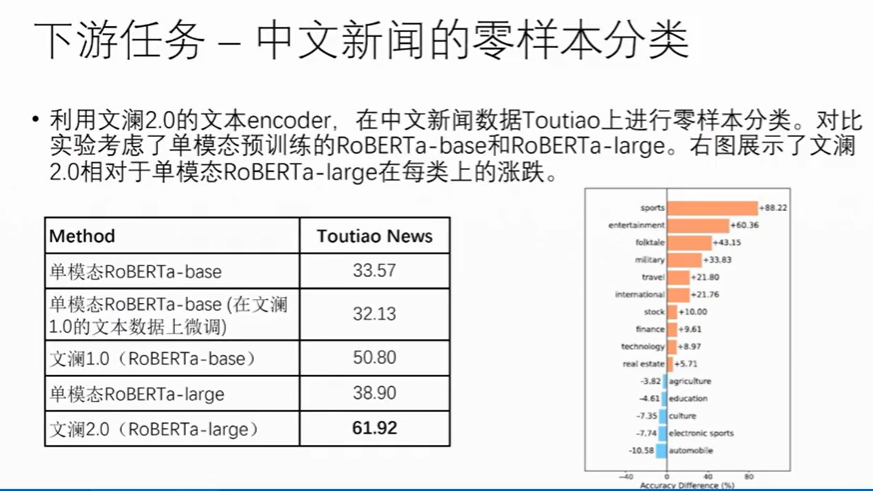 下游任务 – 中文新闻的零样本分类
• 利用文澜2.0的文本encoder，在中文新闻数据Toutiao上进行零样本分类。对比
实验考虑了单模态预训练的RoBERTa-base和RoBERTa-large。右图展示了文澜
2.0相对于单模态RoBERTa-large在每类上的涨跌。
Method Toutiao News
单模态RoBERTa-base 33.57
单模态RoBERTa-base (在文澜
1.0的文本数据上微调) 32.13
文澜1.0（RoBERTa-base） 50.80
单模态RoBERTa-large 38.90
文澜2.0（RoBERTa-large） 61.92
sports +88.22
entertainment +60.36
folktale +43.15
military +33.83
travel +21.80
international +21.76
stock +10.00
finance +9.61
technology +8.97
real estate +5.71
-3.82 agriculture
-4.61 education
-7.35 culture
-7.74 electronic sports
-10.58 automobile
−40 0 40 80
Accuracy Difference (%)